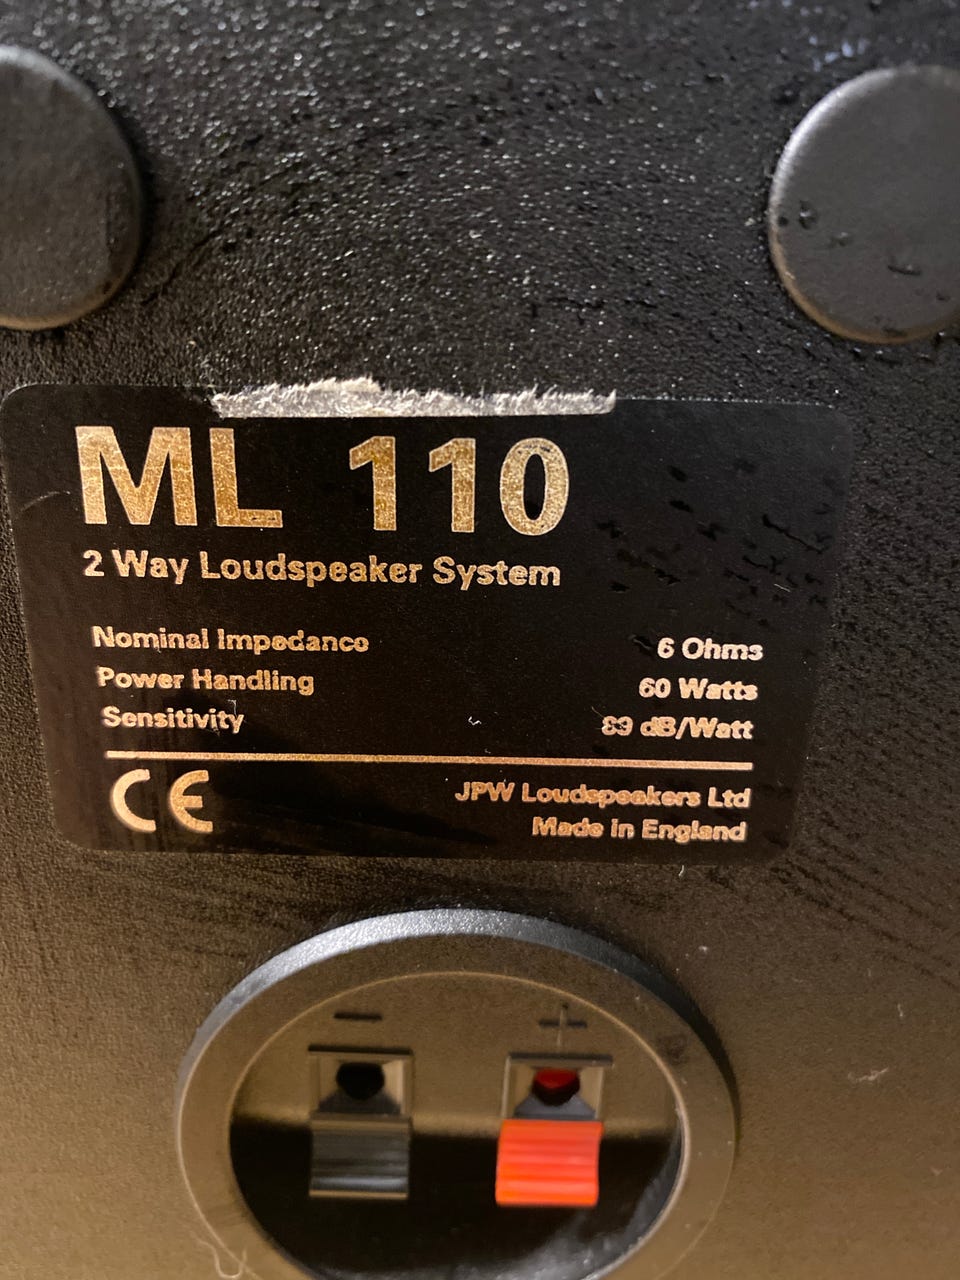 ML 110
2 Way Loudspeaker System
Nominal Impedance 6 Ohms
Power Handling 60 Watts
Sensitivity 89 dB/Watt
CE JPW Loudspeakers Ltd
Made in England
- +